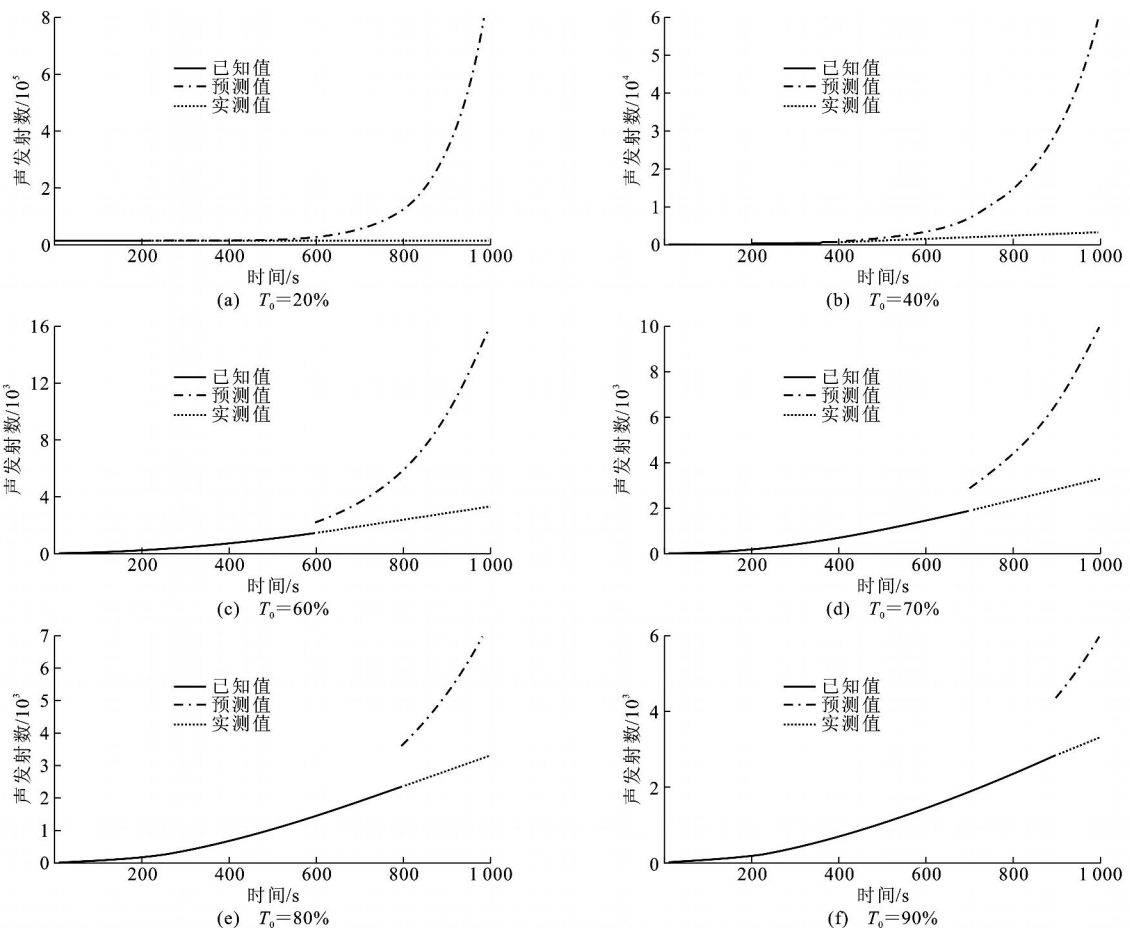 8
6
4
2
0
声发射数/10⁵
已知值
预测值
实测值
200 400 600 800 1 000
时间/s
(a) T₀=20%
6
5
4
3
2
1
0
声发射数/10⁴
已知值
预测值
实测值
200 400 600 800 1 000
时间/s
(b) T₀=40%
16
12
8
4
0
声发射数/10³
已知值
预测值
实测值
200 400 600 800 1 000
时间/s
(c) T₀=60%
10
8
6
4
2
0
声发射数/10³
已知值
预测值
实测值
200 400 600 800 1 000
时间/s
(d) T₀=70%
7
6
5
4
3
2
1
0
声发射数/10³
已知值
预测值
实测值
200 400 600 800 1 000
时间/s
(e) T₀=80%
6
4
2
0
声发射数/10³
已知值
预测值
实测值
200 400 600 800 1 000
时间/s
(f) T₀=90%